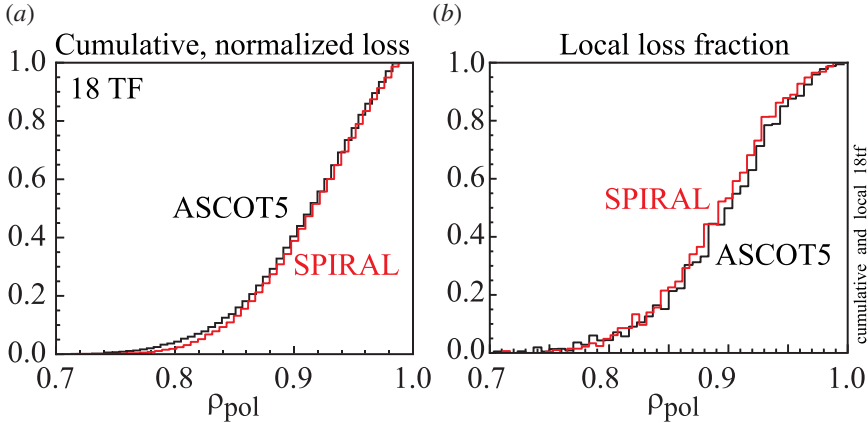 (a)
Cumulative, normalized loss
1.0
0.8
0.6
0.4
0.2
0.0
18 TF
ASCOT5
SPIRAL
0.7 0.8 0.9 1.0
ρpol
(b)
Local loss fraction
1.0
0.8
0.6
0.4
0.2
0.0
SPIRAL
ASCOT5
0.7 0.8 0.9 1.0
ρpol
cumulative and local 18tf